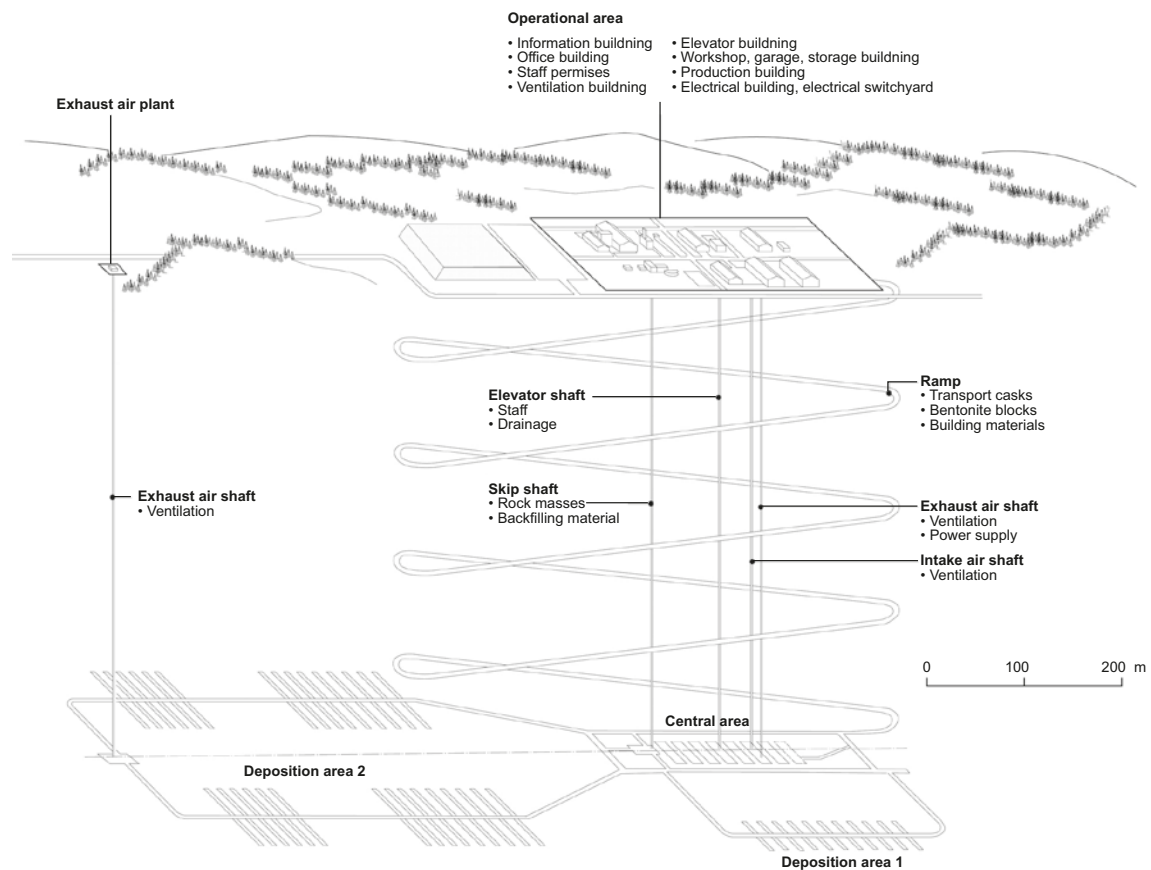 Operational area
• Information buildning
• Office building
• Staff permises
• Ventilation buildning
• Elevator buildning
• Workshop, garage, storage buildning
• Production building
• Electrical building, electrical switchyard
Exhaust air plant
Ramp
• Transport casks
• Bentonite blocks
• Building materials
Elevator shaft
• Staff
• Drainage
Skip shaft
• Rock masses
• Backfilling material
Exhaust air shaft
• Ventilation
Exhaust air shaft
• Ventilation
• Power supply
Intake air shaft
• Ventilation
0 100 200 m
Central area
Deposition area 2
Deposition area 1